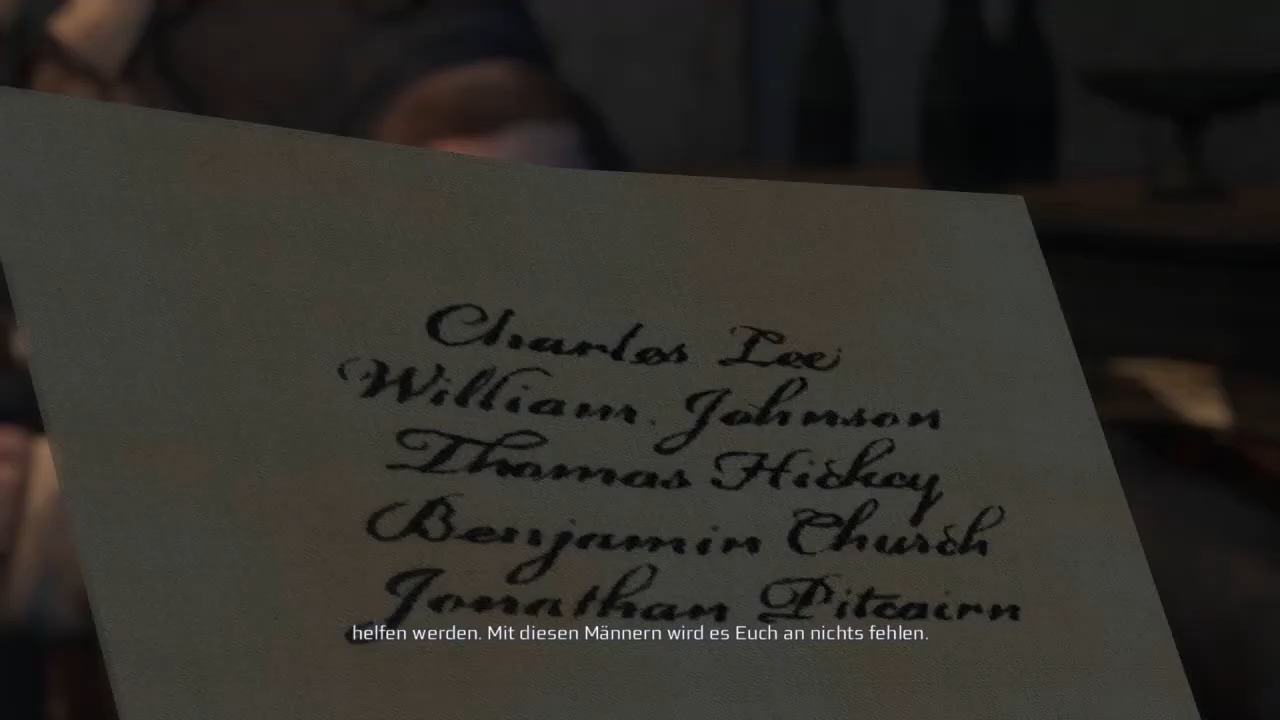 Charles Lee
William Johnson
Thomas Hickey
Benjamin Church
Jonathan Pitcairn
helfen werden. Mit diesen Männern wird es Euch an nichts fehlen.